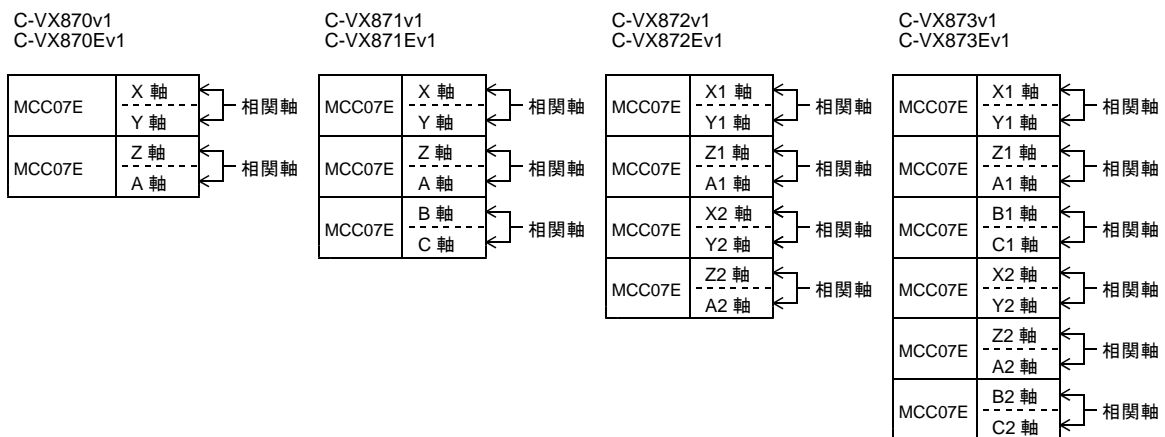 C-VX870v1
C-VX870Ev1
MCC07E
X 軸
Y 軸
相関軸
MCC07E
Z 軸
A 軸
相関軸
C-VX871v1
C-VX871Ev1
MCC07E
X 軸
Y 軸
相関軸
MCC07E
Z 軸
A 軸
相関軸
MCC07E
B 軸
C 軸
相関軸
C-VX872v1
C-VX872Ev1
MCC07E
X1 軸
Y1 軸
相関軸
MCC07E
Z1 軸
A1 軸
相関軸
MCC07E
X2 軸
Y2 軸
相関軸
MCC07E
Z2 軸
A2 軸
相関軸
C-VX873v1
C-VX873Ev1
MCC07E
X1 軸
Y1 軸
相関軸
MCC07E
Z1 軸
A1 軸
相関軸
MCC07E
B1 軸
C1 軸
相関軸
MCC07E
X2 軸
Y2 軸
相関軸
MCC07E
Z2 軸
A2 軸
相関軸
MCC07E
B2 軸
C2 軸
相関軸